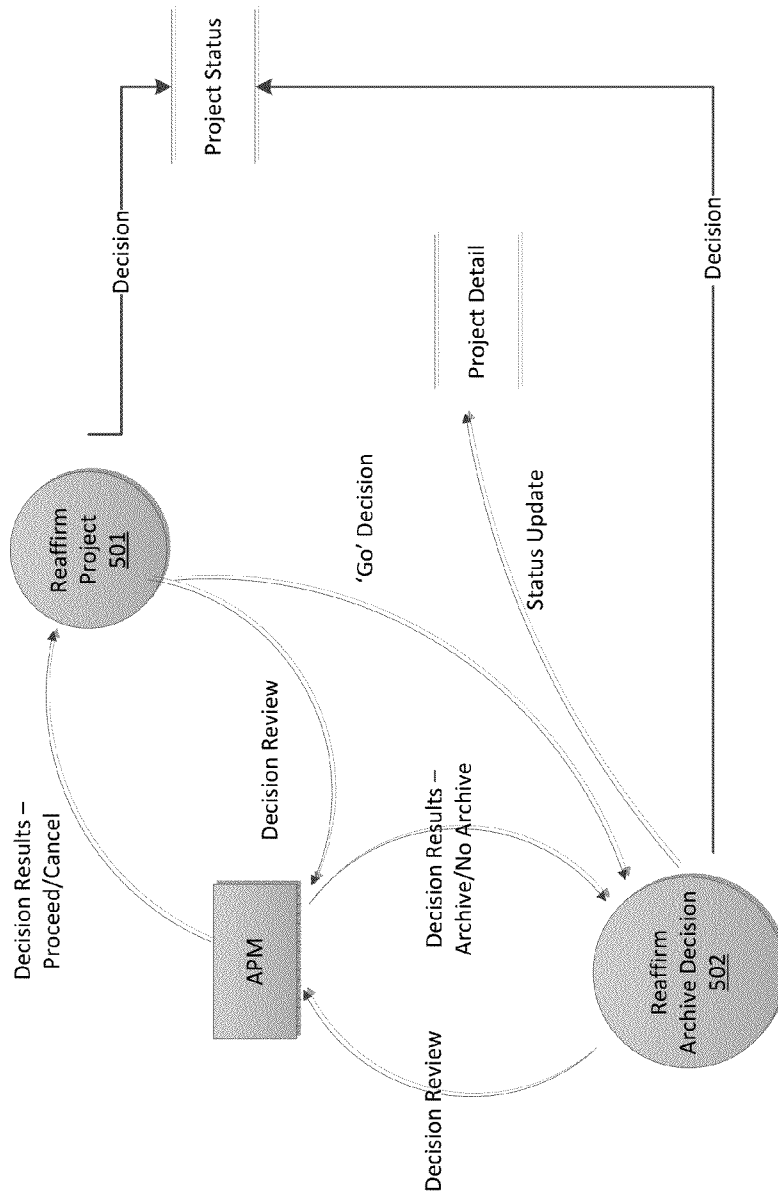 Decision Results –
Proceed/Cancel
Reaffirm
Project
501
Decision
Project Status
Decision Review
'Go' Decision
APM
Project Detail
Decision Results –
Archive/No Archive
Status Update
Decision Review
Reaffirm
Archive Decision
502
Decision